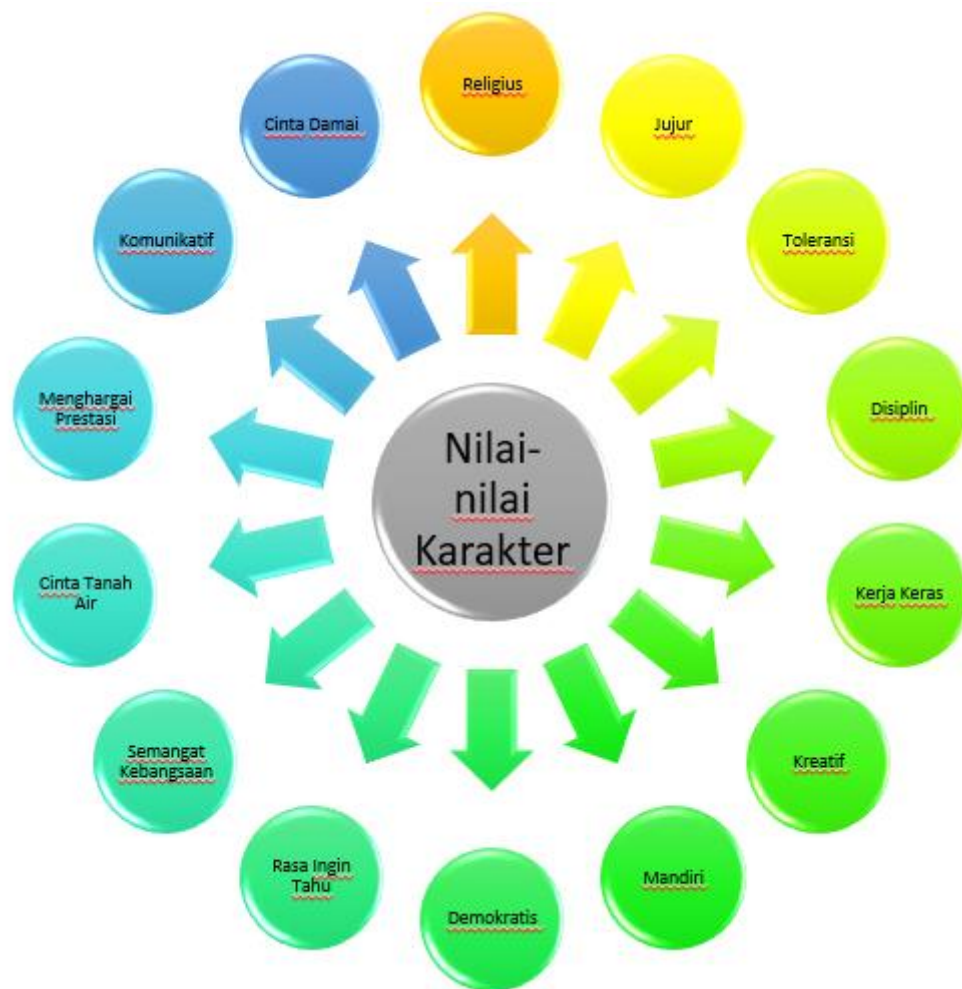 Nilai-
nilai
Karakter
Religius
Jujur
Toleransi
Disiplin
Kerja Keras
Kreatif
Mandiri
Demokratis
Rasa Ingin
Tahu
Semangat
Kebangsaan
Cinta Tanah
Air
Menghargai
Prestasi
Komunikatif
Cinta Damai